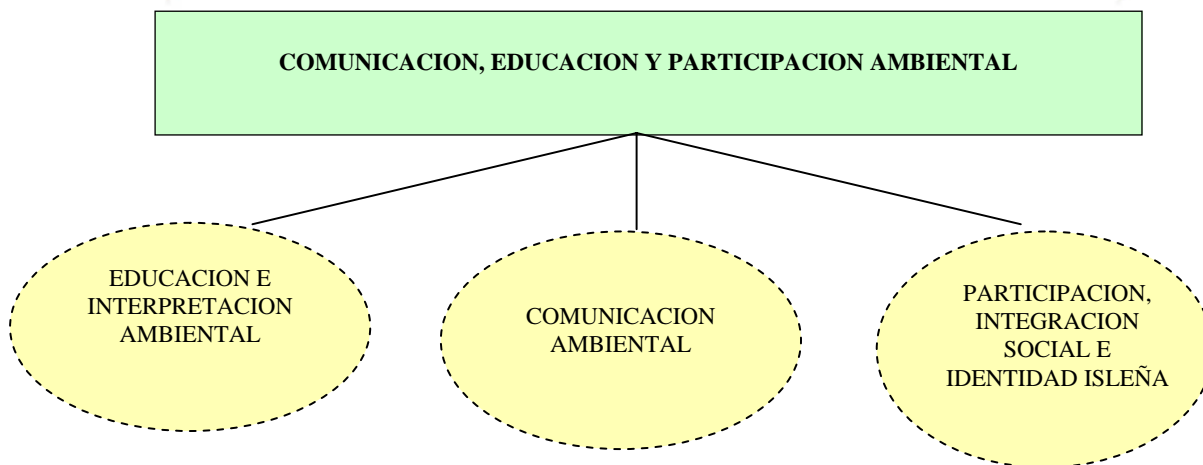 COMUNICACION, EDUCACION Y PARTICIPACION AMBIENTAL
EDUCACION E
INTERPRETACION
AMBIENTAL
COMUNICACION
AMBIENTAL
PARTICIPACION,
INTEGRACION
SOCIAL E
IDENTIDAD ISLEÑA